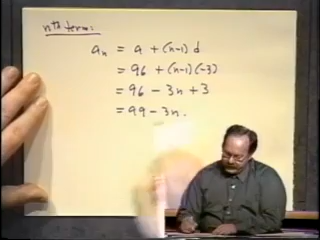 nth term:
aₙ = a + (n-1) d
= 96 + (n-1)(-3)
= 96 - 3n + 3
= 99 - 3n.